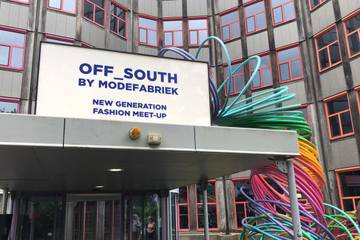 OFF_SOUTH
BY MODEFABRIEK
NEW GENERATION
FASHION MEET-UP